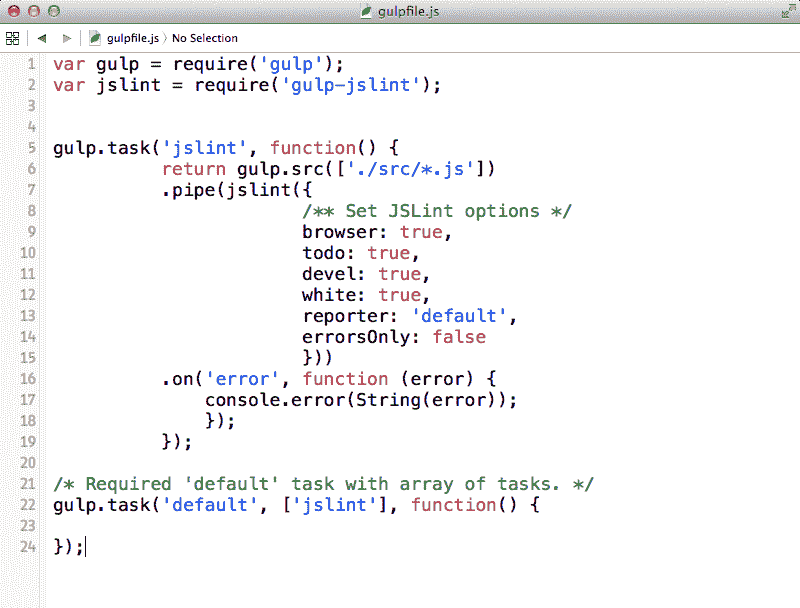 gulpfile.js
gulpfile.js 〉 No Selection
1 var gulp = require('gulp');
2 var jslint = require('gulp-jslint');
3
4
5 gulp.task('jslint', function() {
6 return gulp.src(['./src/*.js'])
7 .pipe(jslint({
8 /** Set JSLint options */
9 browser: true,
10 todo: true,
11 devel: true,
12 white: true,
13 reporter: 'default',
14 errorsOnly: false
15 }))
16 .on('error', function (error) {
17 console.error(String(error));
18 });
19 });
20
21 /* Required 'default' task with array of tasks. */
22 gulp.task('default', ['jslint'], function() {
23
24 });